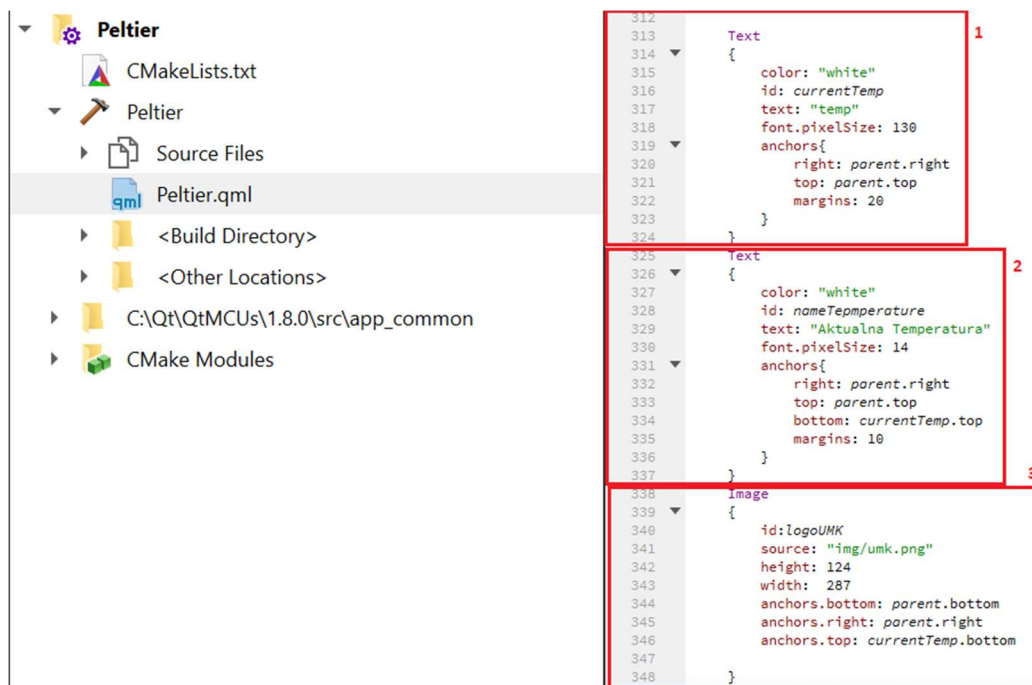 Peltier
CMakeLists.txt
Peltier
Source Files
qml
Peltier.qml
<Build Directory>
<Other Locations>
C:\Qt\QtMCUs\1.8.0\src\app_common
CMake Modules
312
1
313 Text
314 {
315 color: "white"
316 id: currentTemp
317 text: "temp"
318 font.pixelSize: 130
319 anchors{
320 right: parent.right
321 top: parent.top
322 margins: 20
323 }
324 }
325 Text
2
326 {
327 color: "white"
328 id: nameTepmperature
329 text: "Aktualna Temperatura"
330 font.pixelSize: 14
331 anchors{
332 right: parent.right
333 top: parent.top
334 bottom: currentTemp.top
335 margins: 10
336 }
337 }
3
338 Image
339 {
340 id:logoUMK
341 source: "img/umk.png"
342 height: 124
343 width: 287
344 anchors.bottom: parent.bottom
345 anchors.right: parent.right
346 anchors.top: currentTemp.bottom
347
348 }